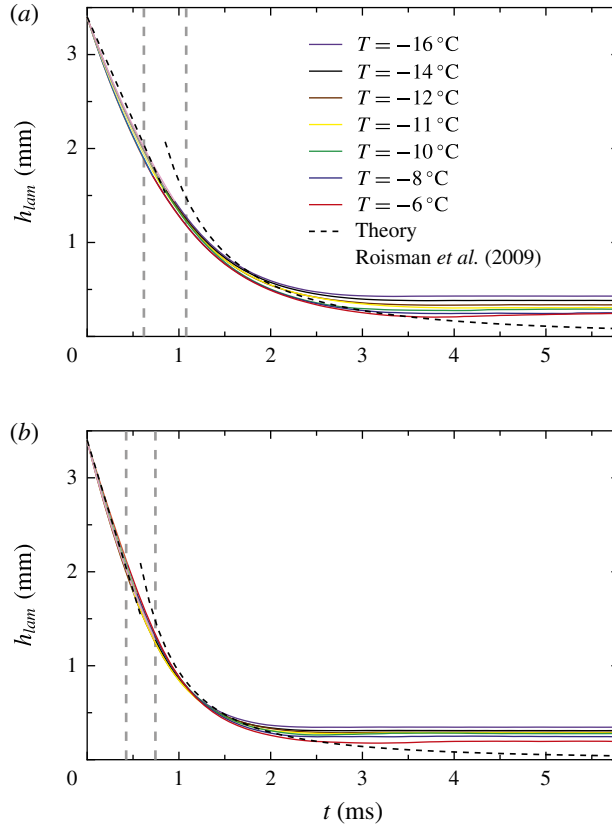 (a)
3
2
1
0
h_lam (mm)
T = −16 °C
T = −14 °C
T = −12 °C
T = −11 °C
T = −10 °C
T = −8 °C
T = −6 °C
Theory
Roisman et al. (2009)
1 2 3 4 5
(b)
3
2
1
0
h_lam (mm)
1 2 3 4 5
t (ms)